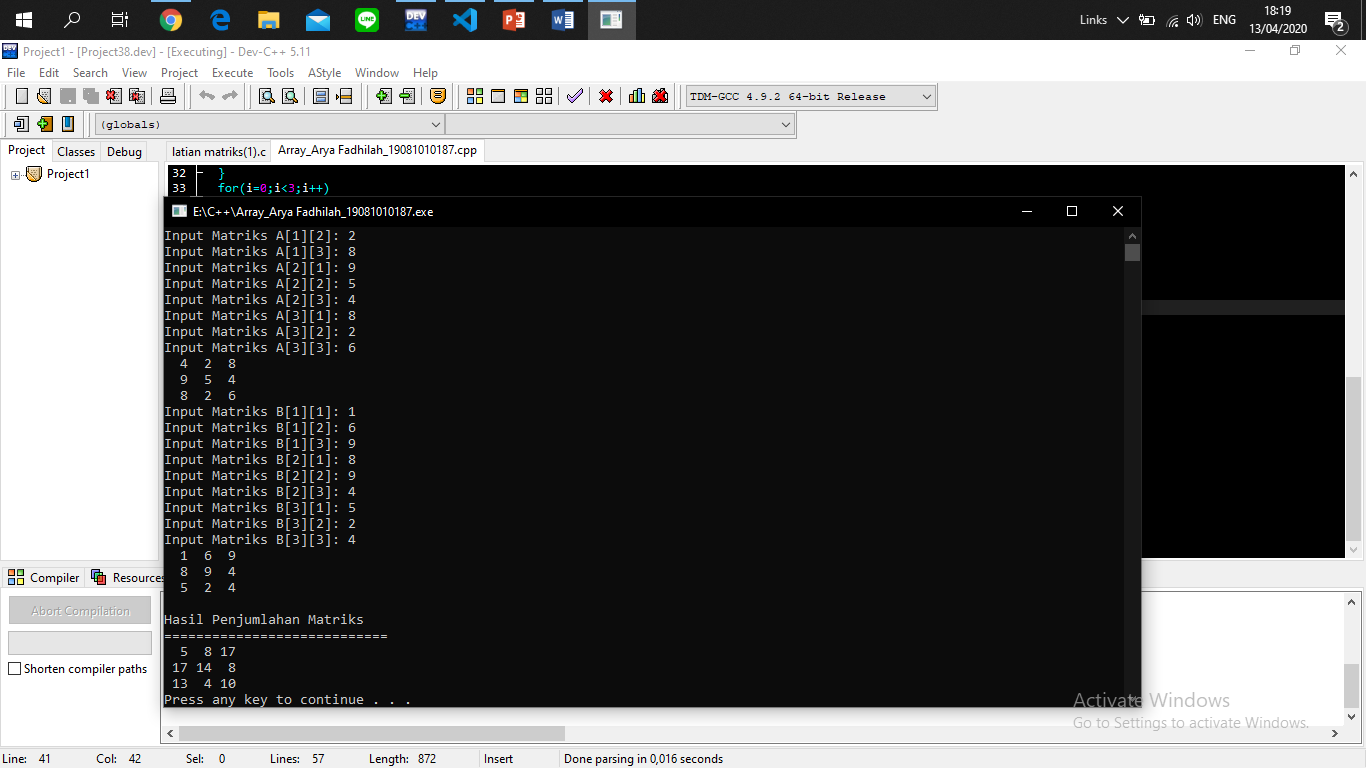 Links ENG 18:19
13/04/2020
2
Project1 - [Project38.dev] - [Executing] - Dev-C++ 5.11
File Edit Search View Project Execute Tools AStyle Window Help
TDM-GCC 4.9.2 64-bit Release
(globals)
Project Classes Debug
latian matriks(1).c Array_Arya Fadhilah_19081010187.cpp
Project1
32 }
33 for(i=0;i<3;i++)
E:\C++\Array_Arya Fadhilah_19081010187.exe
Input Matriks A[1][2]: 2
Input Matriks A[1][3]: 8
Input Matriks A[2][1]: 9
Input Matriks A[2][2]: 5
Input Matriks A[2][3]: 4
Input Matriks A[3][1]: 8
Input Matriks A[3][2]: 2
Input Matriks A[3][3]: 6
4 2 8
9 5 4
8 2 6
Input Matriks B[1][1]: 1
Input Matriks B[1][2]: 6
Input Matriks B[1][3]: 9
Input Matriks B[2][1]: 8
Input Matriks B[2][2]: 9
Input Matriks B[2][3]: 4
Input Matriks B[3][1]: 5
Input Matriks B[3][2]: 2
Input Matriks B[3][3]: 4
1 6 9
8 9 4
5 2 4
Hasil Penjumlahan Matriks
============================
5 8 17
17 14 8
13 4 10
Press any key to continue . . .
Compiler Resources
Abort Compilation
Shorten compiler paths
Activate Windows
Go to Settings to activate Windows.
Line: 41 Col: 42 Sel: 0 Lines: 57 Length: 872 Insert Done parsing in 0,016 seconds